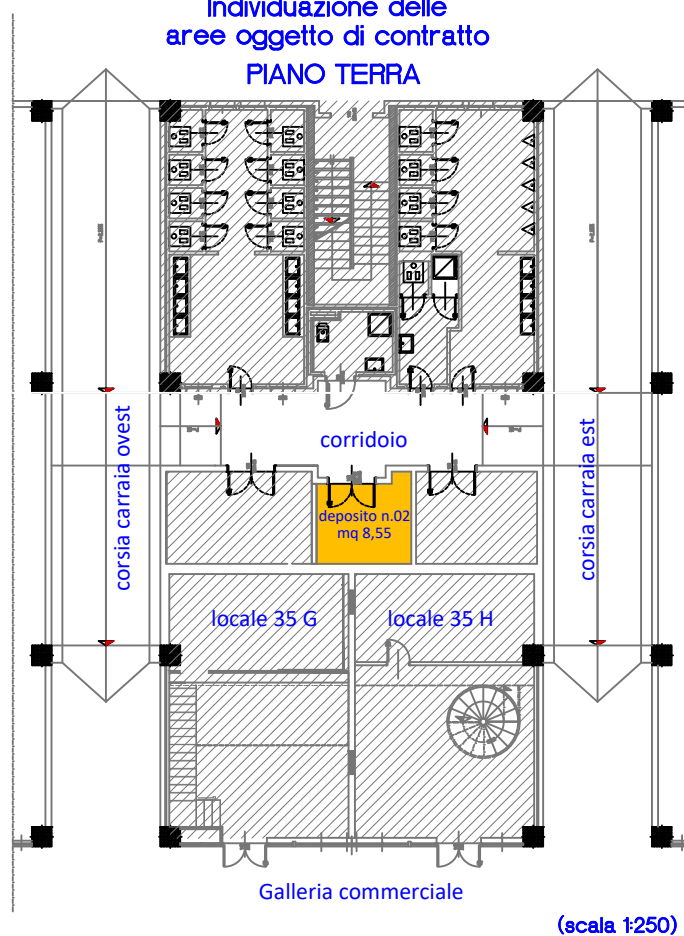 Individuazione delle
aree oggetto di contratto
PIANO TERRA
corridoio
corsia carraia ovest
corsia carraia est
deposito n.02
mq 8,55
locale 35 G
locale 35 H
Galleria commerciale
(scala 1:250)